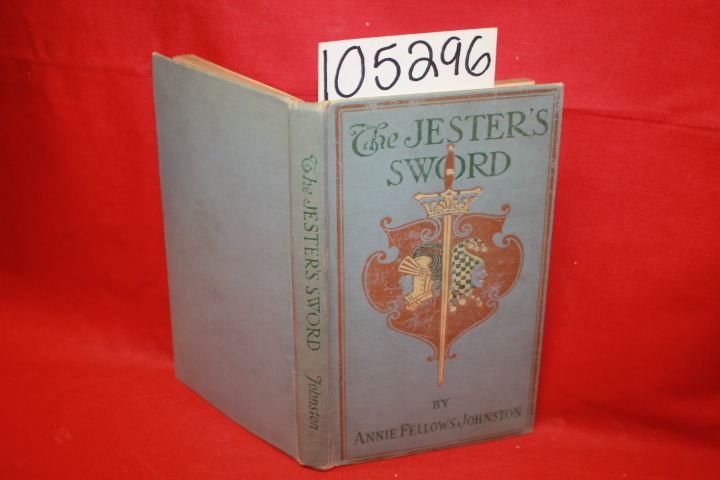 105296
The JESTER'S
SWORD
BY
ANNIE FELLOWS JOHNSTON
The JESTER'S SWORD Johnston